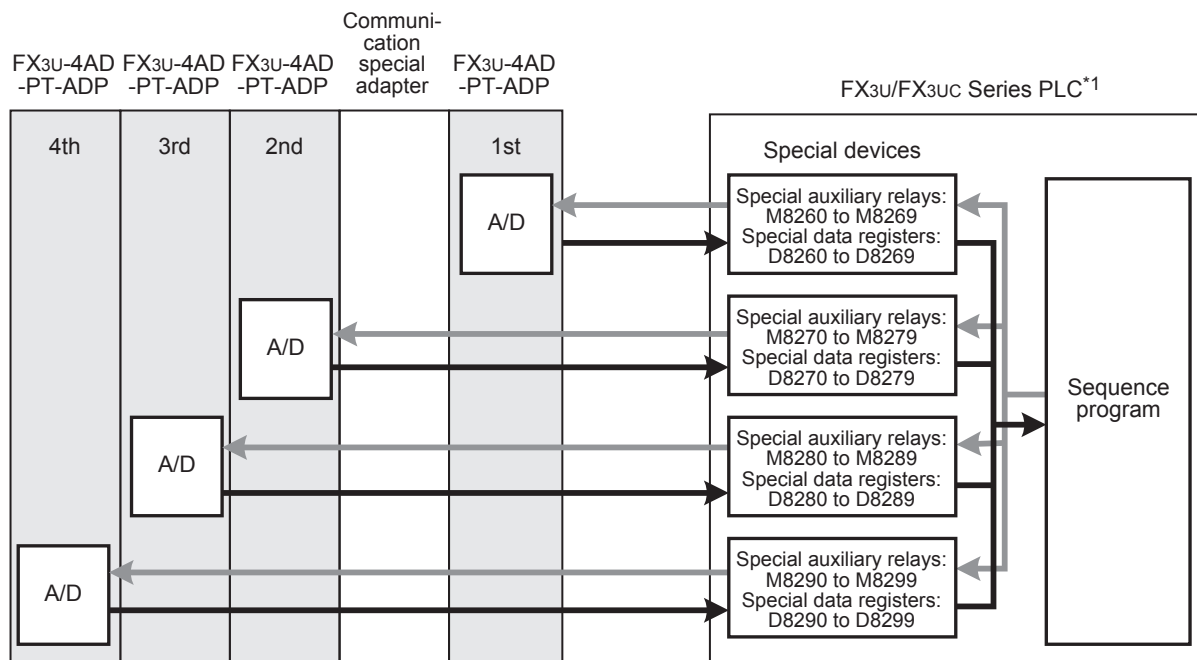 Communi-
cation
special
adapter
FX3U-4AD
-PT-ADP
FX3U-4AD
-PT-ADP
FX3U-4AD
-PT-ADP
FX3U-4AD
-PT-ADP
FX3U/FX3UC Series PLC*1
4th
3rd
2nd
1st
Special devices
A/D
Special auxiliary relays:
M8260 to M8269
Special data registers:
D8260 to D8269
A/D
Special auxiliary relays:
M8270 to M8279
Special data registers:
D8270 to D8279
Sequence
program
A/D
Special auxiliary relays:
M8280 to M8289
Special data registers:
D8280 to D8289
A/D
Special auxiliary relays:
M8290 to M8299
Special data registers:
D8290 to D8299